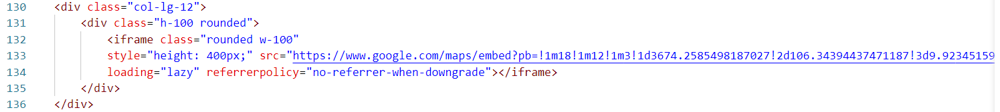 130 <div class="col-lg-12">
131 <div class="h-100 rounded">
132 <iframe class="rounded w-100"
133 style="height: 400px;" src="https://www.google.com/maps/embed?pb=!1m18!1m12!1m3!1d3674.2585498187027!2d106.34394437471187!3d9.92345159
134 loading="lazy" referrerpolicy="no-referrer-when-downgrade"></iframe>
135 </div>
136 </div>